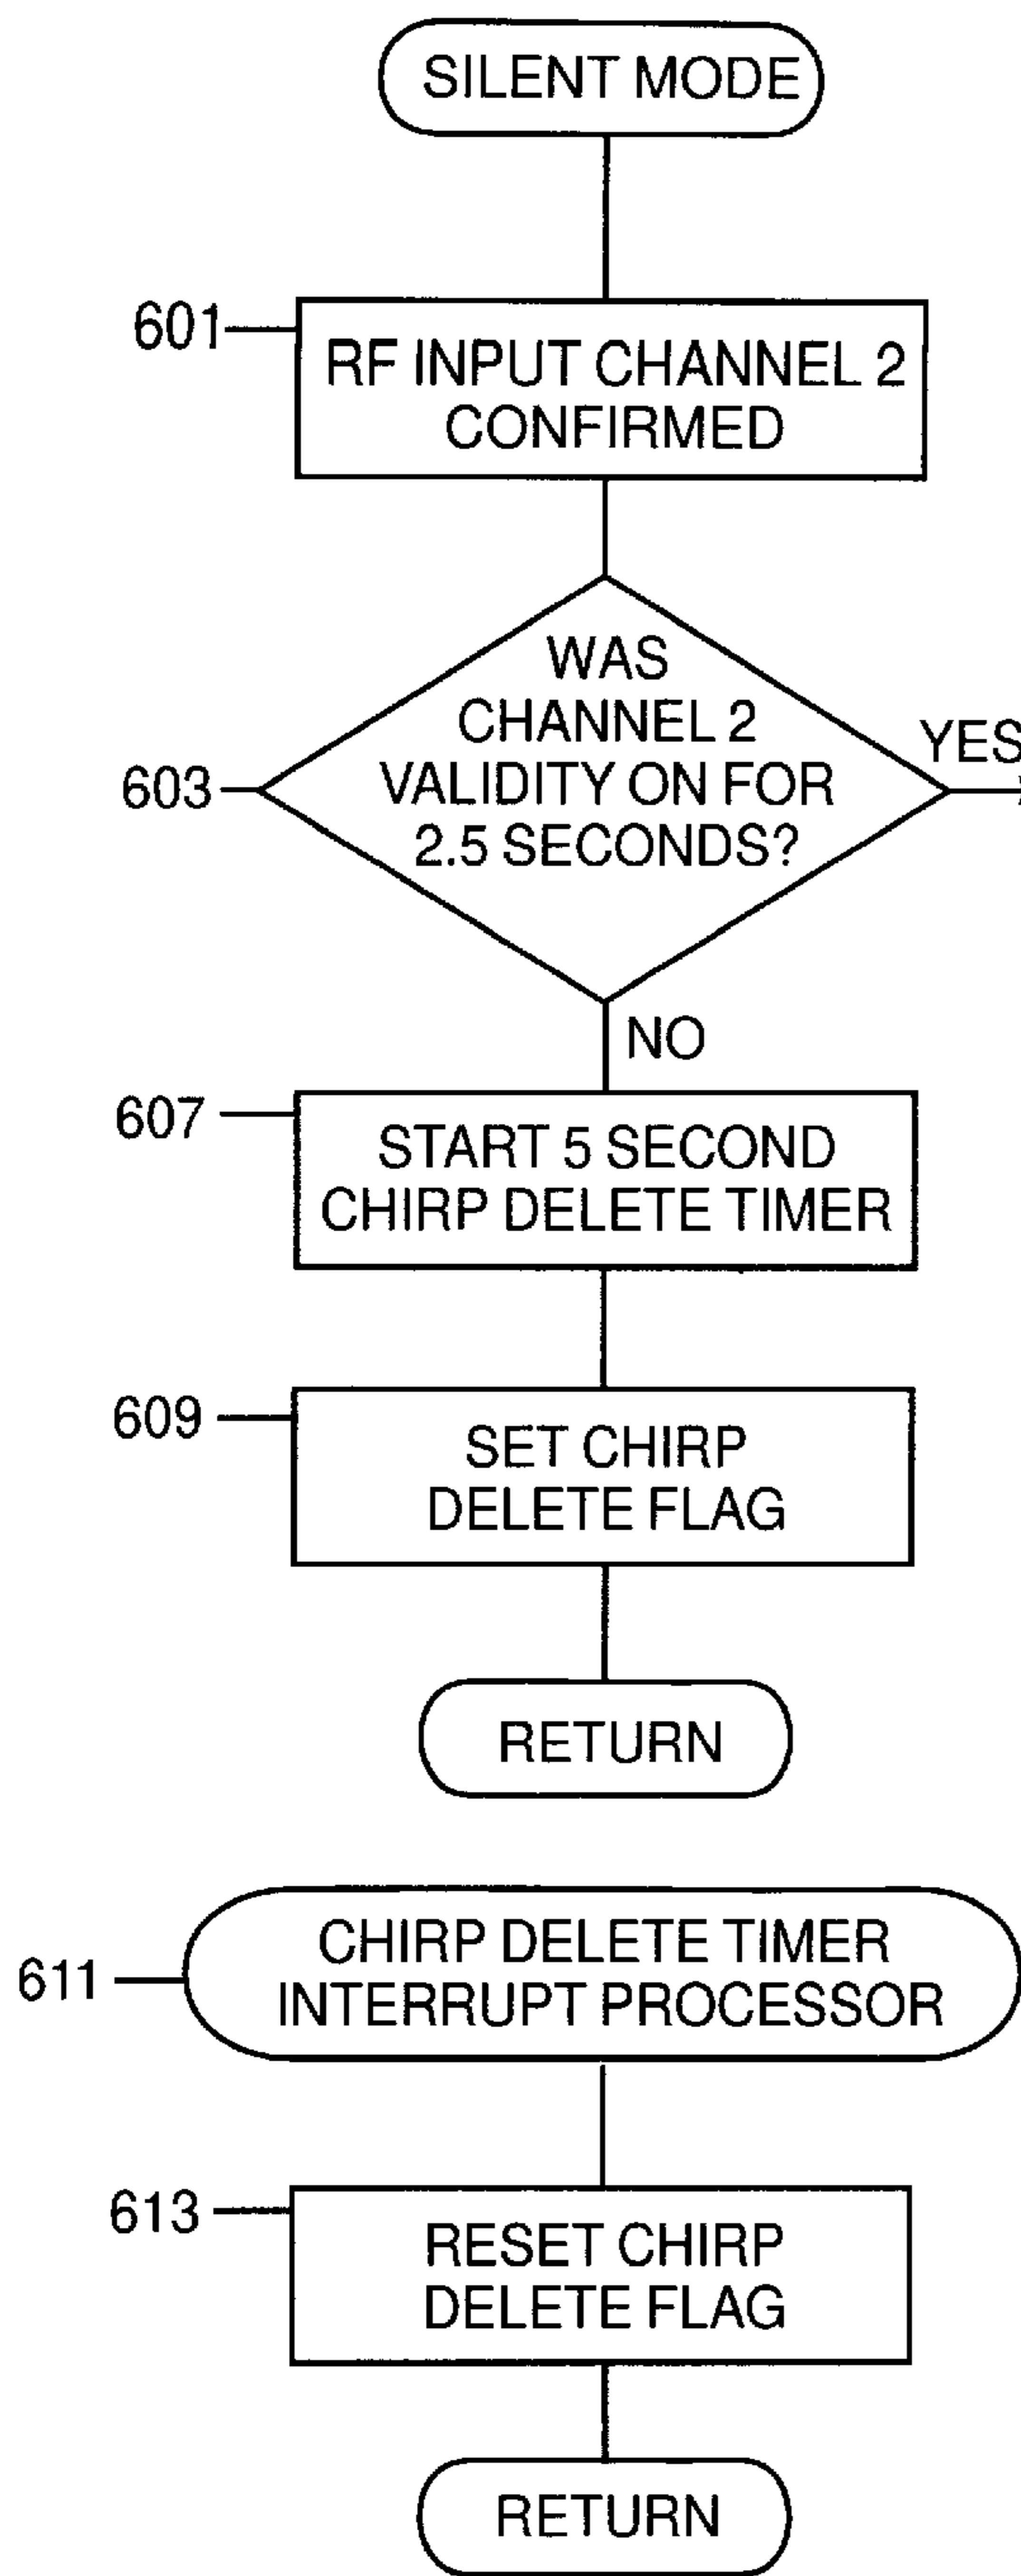 SILENT MODE
601
RF INPUT CHANNEL 2
CONFIRMED
WAS
CHANNEL 2
VALIDITY ON FOR
2.5 SECONDS?
603
YES
NO
607
START 5 SECOND
CHIRP DELETE TIMER
609
SET CHIRP
DELETE FLAG
RETURN
611
CHIRP DELETE TIMER
INTERRUPT PROCESSOR
613
RESET CHIRP
DELETE FLAG
RETURN